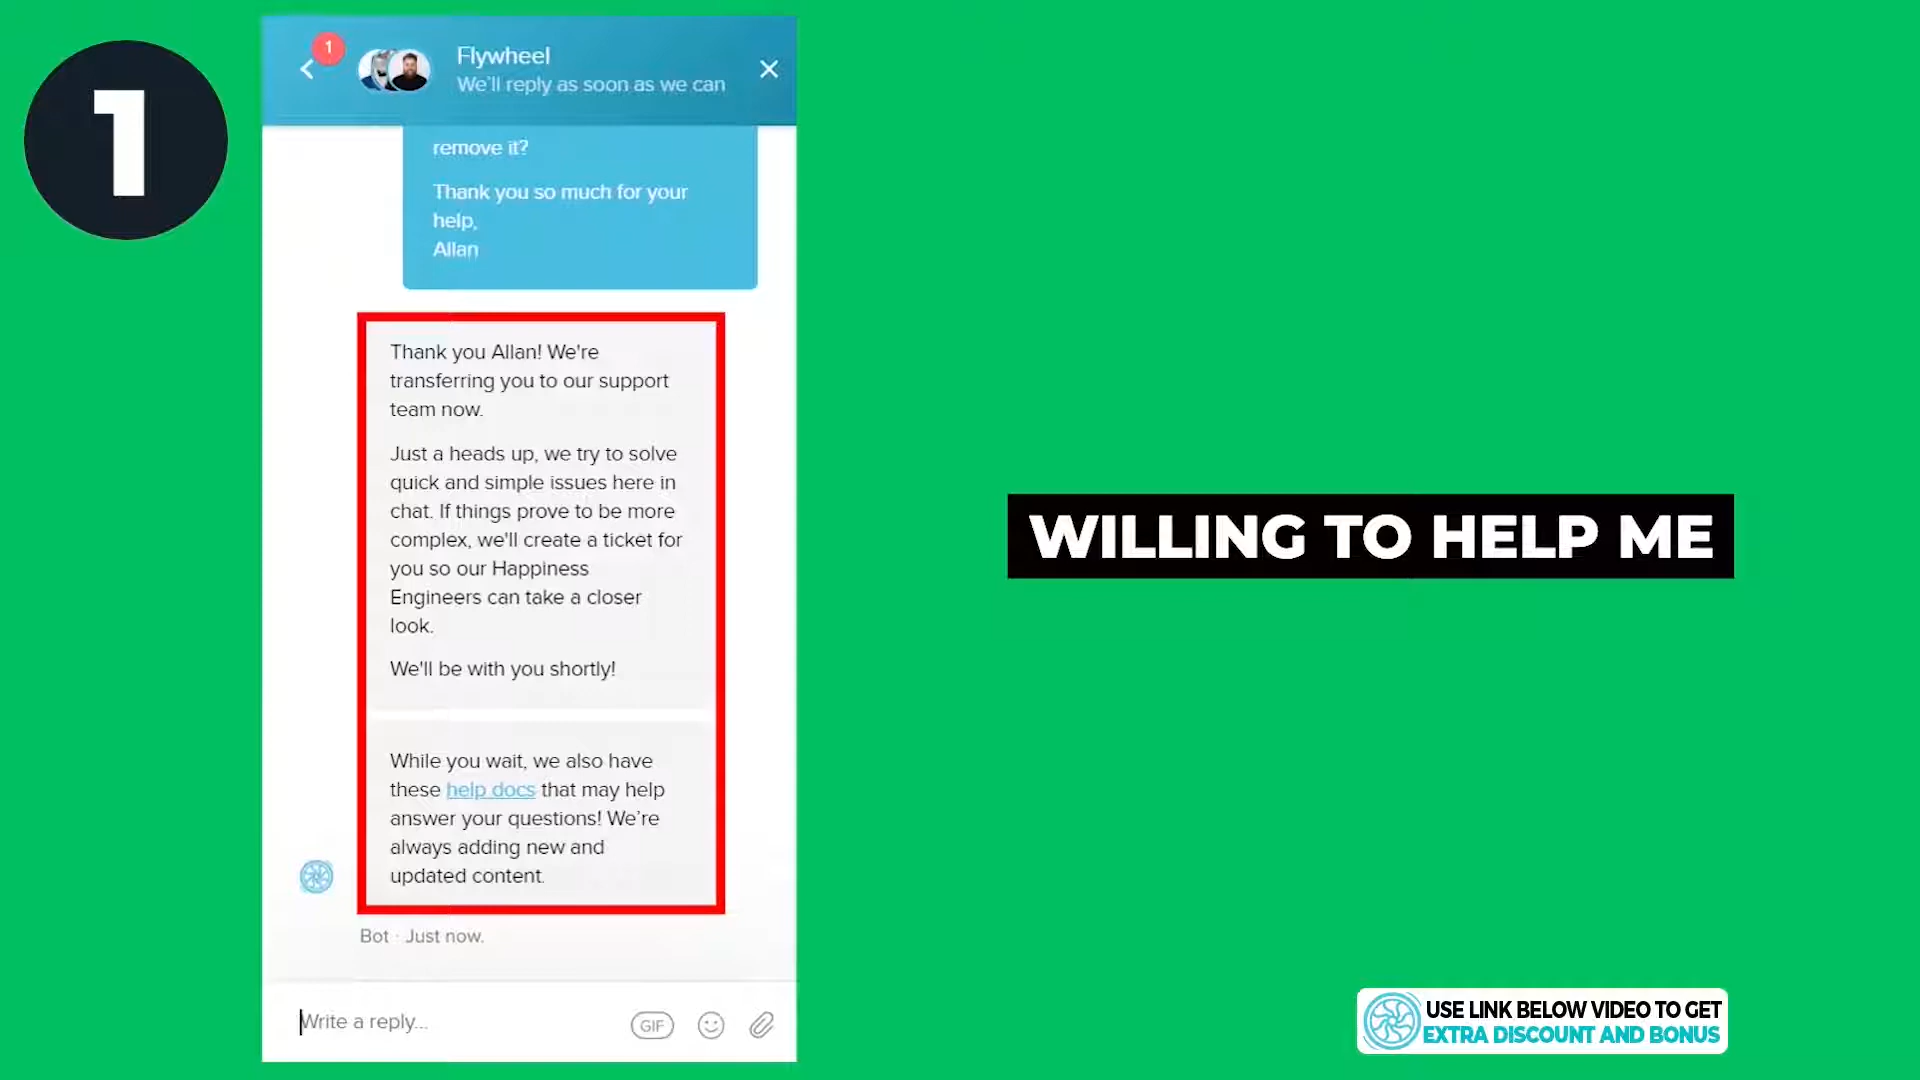 1
1
Flywheel
We'll reply as soon as we can
remove it?
Thank you so much for your
help,
Allan
Thank you Allan! We're
transferring you to our support
team now.
Just a heads up, we try to solve
quick and simple issues here in
chat. If things prove to be more
complex, we'll create a ticket for
you so our Happiness
Engineers can take a closer
look.
We'll be with you shortly!
While you wait, we also have
these help docs that may help
answer your questions! We're
always adding new and
updated content.
Bot · Just now.
Write a reply...
GIF
WILLING TO HELP ME
USE LINK BELOW VIDEO TO GET
EXTRA DISCOUNT AND BONUS